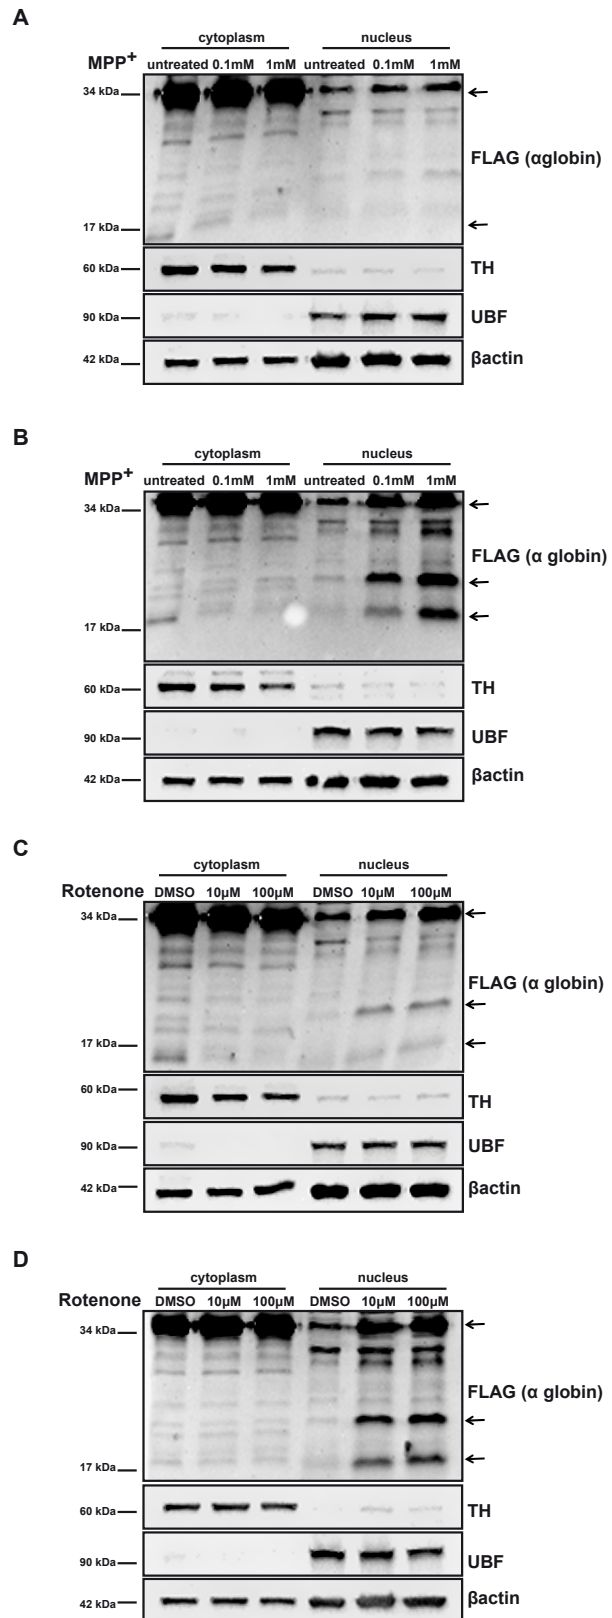 A
cytoplasm nucleus
MPP+ untreated 0.1mM 1mM untreated 0.1mM 1mM
34 kDa
FLAG (αglobin)
17 kDa
60 kDa TH
90 kDa UBF
42 kDa βactin
B
cytoplasm nucleus
MPP+ untreated 0.1mM 1mM untreated 0.1mM 1mM
34 kDa
FLAG (α globin)
17 kDa
60 kDa TH
90 kDa UBF
42 kDa βactin
C
cytoplasm nucleus
Rotenone DMSO 10µM 100µM DMSO 10µM 100µM
34 kDa
FLAG (α globin)
17 kDa
60 kDa TH
90 kDa UBF
42 kDa βactin
D
cytoplasm nucleus
Rotenone DMSO 10µM 100µM DMSO 10µM 100µM
34 kDa
FLAG (α globin)
17 kDa
60 kDa TH
90 kDa UBF
42 kDa βactin